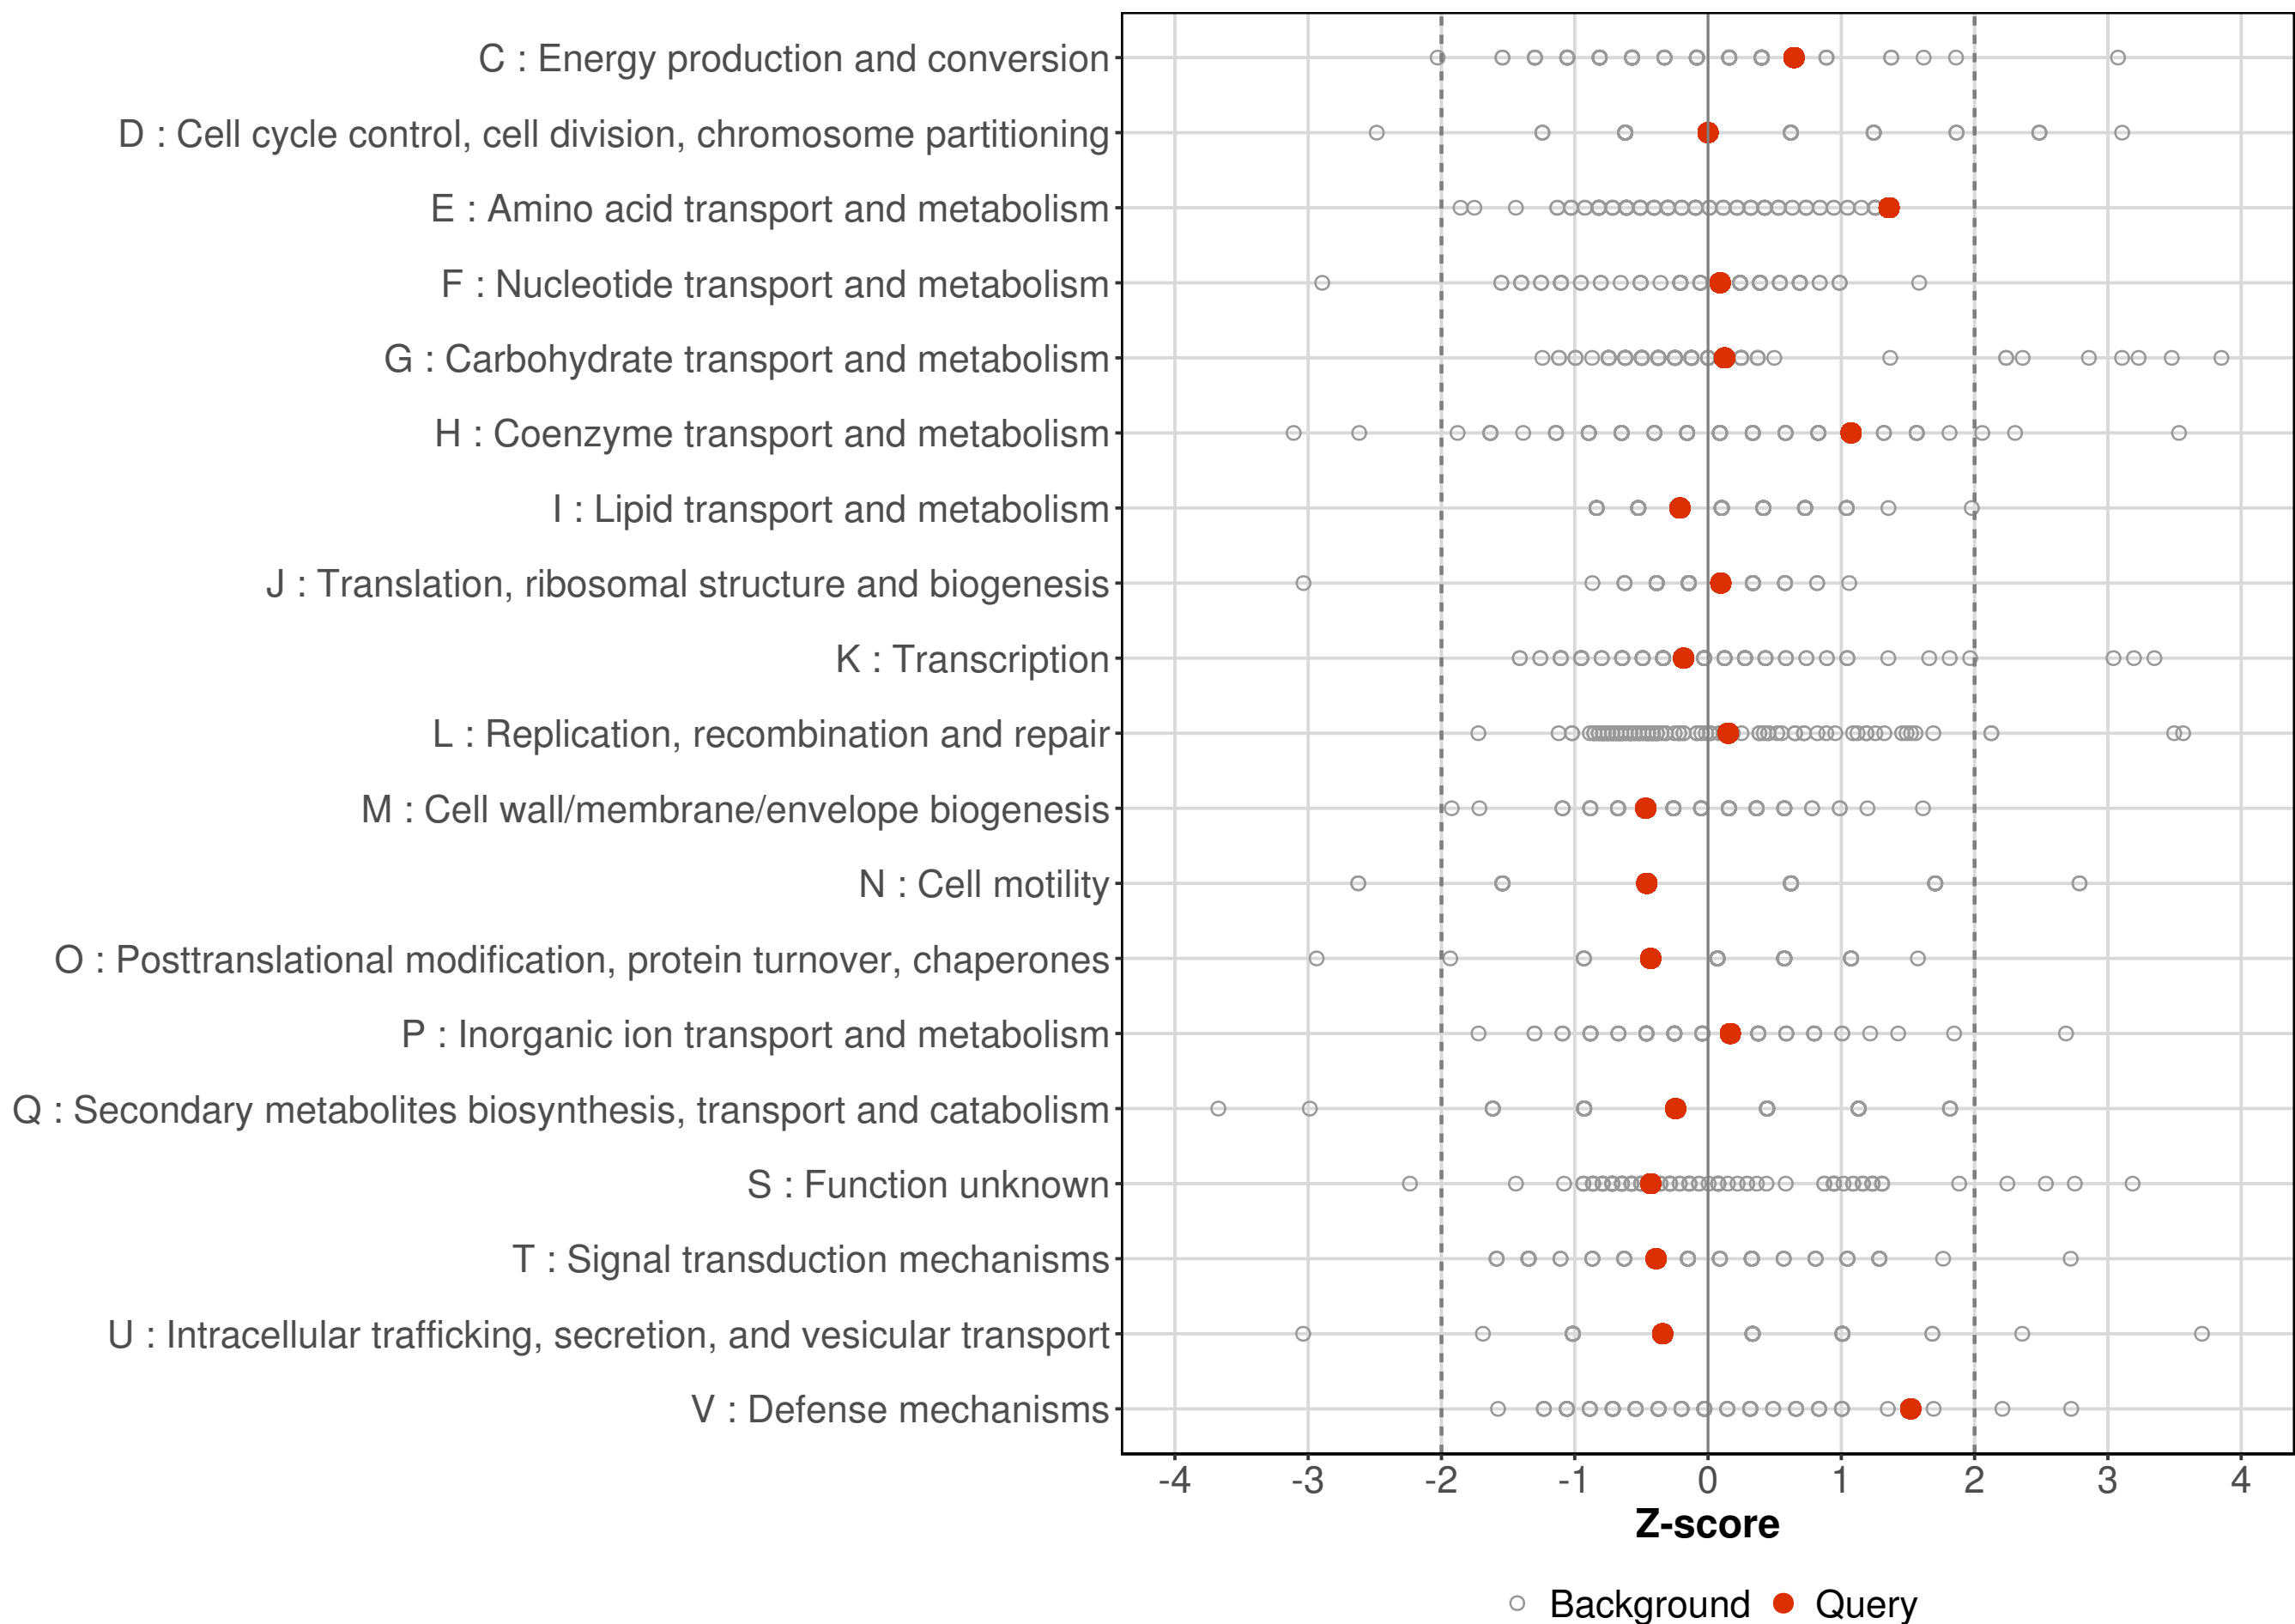 C : Energy production and conversion
D : Cell cycle control, cell division, chromosome partitioning
E : Amino acid transport and metabolism
F : Nucleotide transport and metabolism
G : Carbohydrate transport and metabolism
H : Coenzyme transport and metabolism
I : Lipid transport and metabolism
J : Translation, ribosomal structure and biogenesis
K : Transcription
L : Replication, recombination and repair
M : Cell wall/membrane/envelope biogenesis
N : Cell motility
O : Posttranslational modification, protein turnover, chaperones
P : Inorganic ion transport and metabolism
Q : Secondary metabolites biosynthesis, transport and catabolism
S : Function unknown
T : Signal transduction mechanisms
U : Intracellular trafficking, secretion, and vesicular transport
V : Defense mechanisms
-4 -3 -2 -1 0 1 2 3 4
Z-score
Background Query